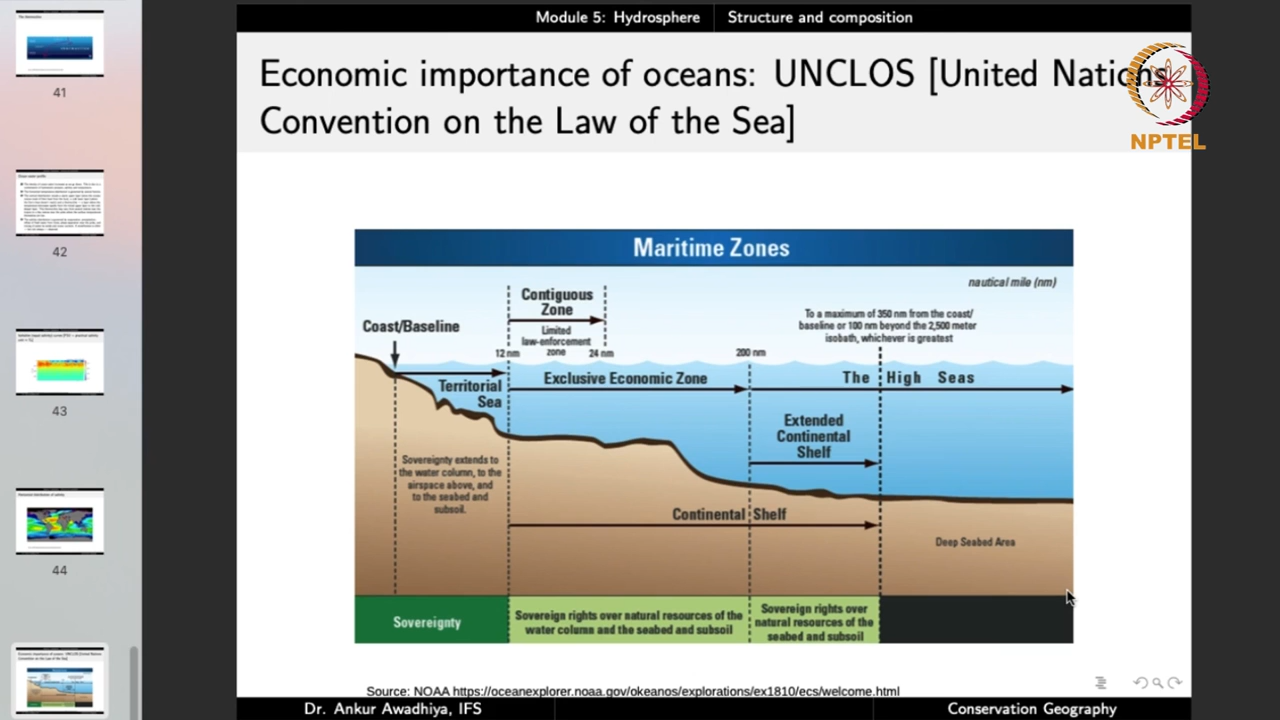 Module 5: Hydrosphere
Structure and composition
Economic importance of oceans: UNCLOS [United Nations
Convention on the Law of the Sea]
NPTEL
Maritime Zones
nautical mile (nm)
Contiguous
Zone
Limited
law-enforcement
zone
12 nm
24 nm
To a maximum of 350 nm from the coast/
baseline or 100 nm beyond the 2,500 meter
isobath, whichever is greatest
Coast/Baseline
200 nm
Territorial
Sea
Exclusive Economic Zone
The High Seas
Extended
Continental
Shelf
Sovereignty extends to
the water column, to the
airspace above, and
to the seabed and
subsoil.
Continental Shelf
Deep Seabed Area
Sovereignty
Sovereign rights over natural resources of the
water column and the seabed and subsoil
Sovereign rights over
natural resources of the
seabed and subsoil
Source: NOAA https://oceanexplorer.noaa.gov/okeanos/explorations/ex1810/ecs/welcome.html
Dr. Ankur Awadhiya, IFS
Conservation Geography
41
42
43
44